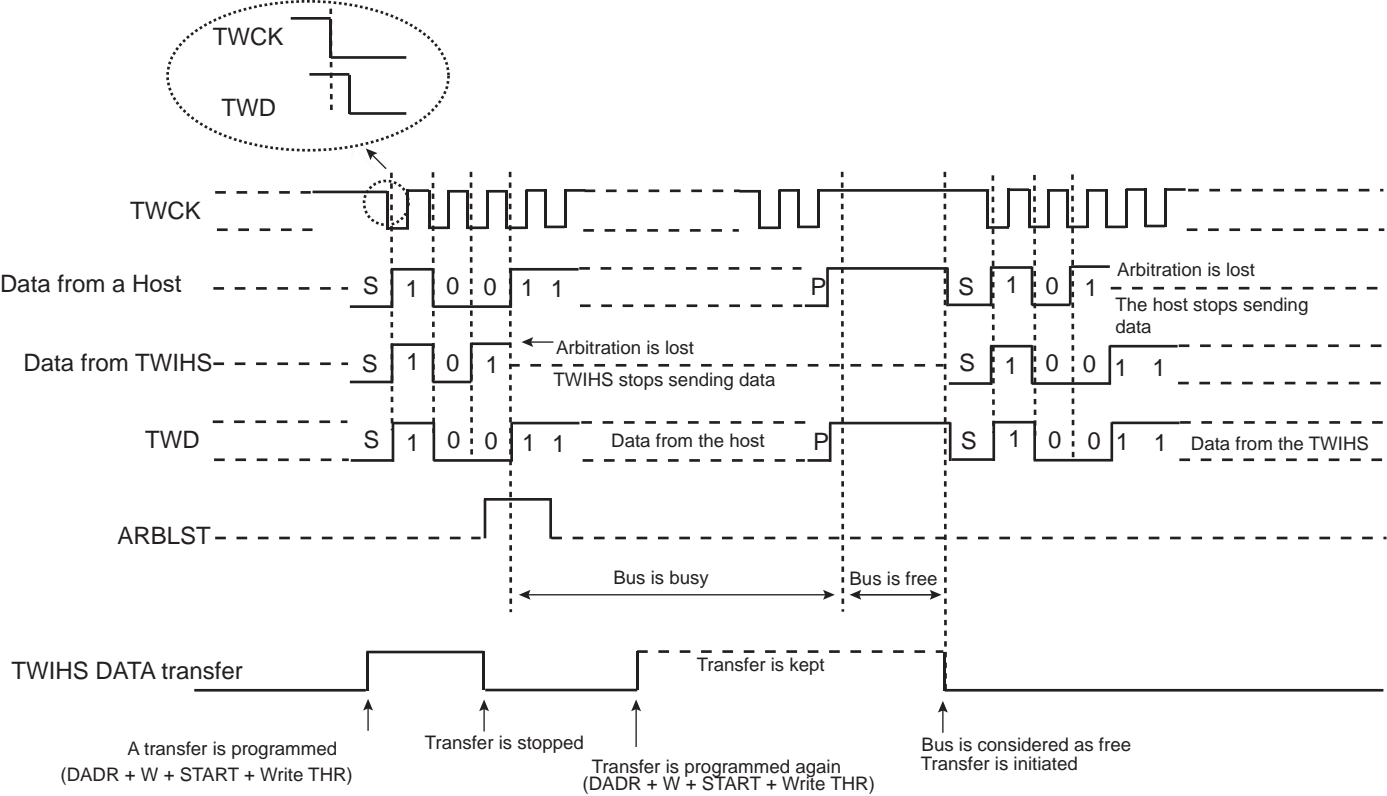 TWCK
TWD
TWCK
Data from a Host
S 1 0 0 1 1
P
S 1 0 1
Arbitration is lost
The host stops sending
data
Data from TWIHS
S 1 0 1
Arbitration is lost
TWIHS stops sending data
S 1 0 0 1 1
TWD
S 1 0 0 1 1
Data from the host
P
S 1 0 0 1 1
Data from the TWIHS
ARBLST
Bus is busy
Bus is free
TWIHS DATA transfer
Transfer is kept
A transfer is programmed
(DADR + W + START + Write THR)
Transfer is stopped
Transfer is programmed again
(DADR + W + START + Write THR)
Bus is considered as free
Transfer is initiated